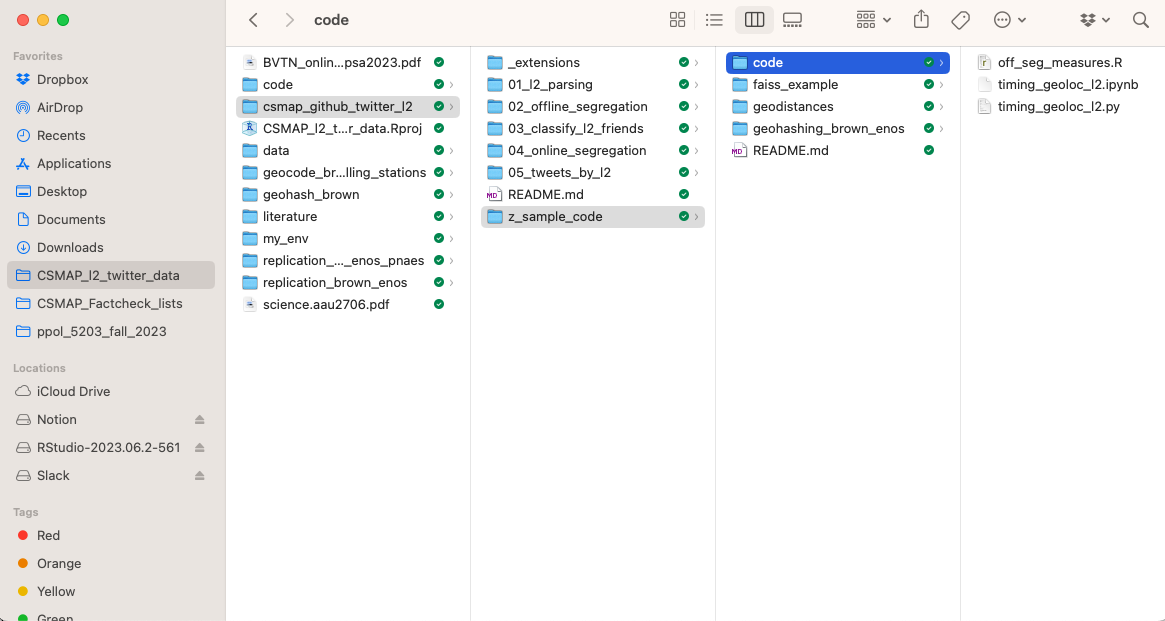 code
Favorites
Dropbox
AirDrop
Recents
Applications
Desktop
Documents
Downloads
CSMAP_l2_twitter_data
CSMAP_Factcheck_lists
ppol_5203_fall_2023
Locations
iCloud Drive
Notion
RStudio-2023.06.2-561
Slack
Tags
Red
Orange
Yellow
Green
BVTN_onlin...psa2023.pdf
code
csmap_github_twitter_l2
CSMAP_l2_t...r_data.Rproj
data
geocode_br...lling_stations
geohash_brown
literature
my_env
replication_..._enos_pnaes
replication_brown_enos
science.aau2706.pdf
_extensions
01_l2_parsing
02_offline_segregation
03_classify_l2_friends
04_online_segregation
05_tweets_by_l2
MD README.md
z_sample_code
code
faiss_example
geodistances
geohashing_brown_enos
MD README.md
r off_seg_measures.R
timing_geoloc_l2.ipynb
timing_geoloc_l2.py